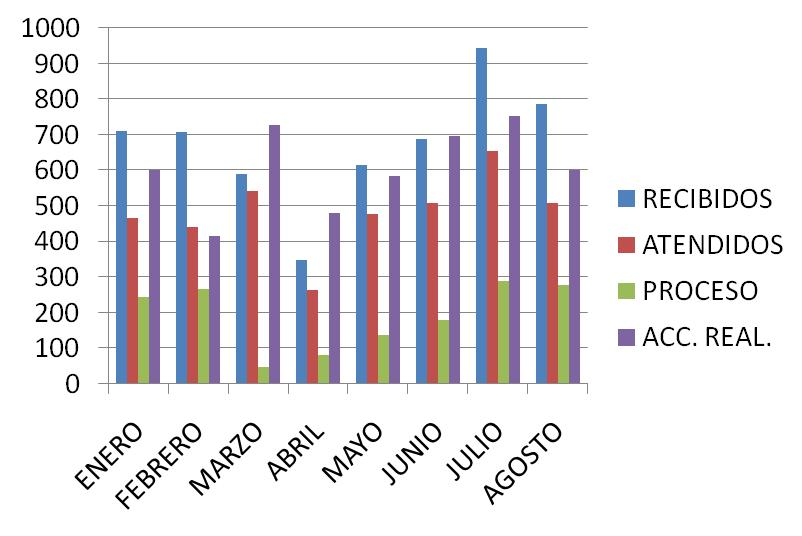 1000
900
800
700
600
500
400
300
200
100
0
ENERO
FEBRERO
MARZO
ABRIL
MAYO
JUNIO
JULIO
AGOSTO
RECIBIDOS
ATENDIDOS
PROCESO
ACC. REAL.